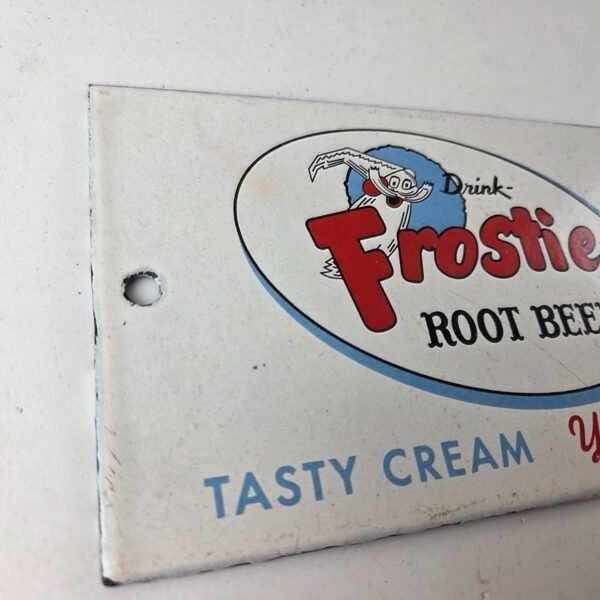 Drink-
Frostie
ROOT BEE
TASTY CREAM